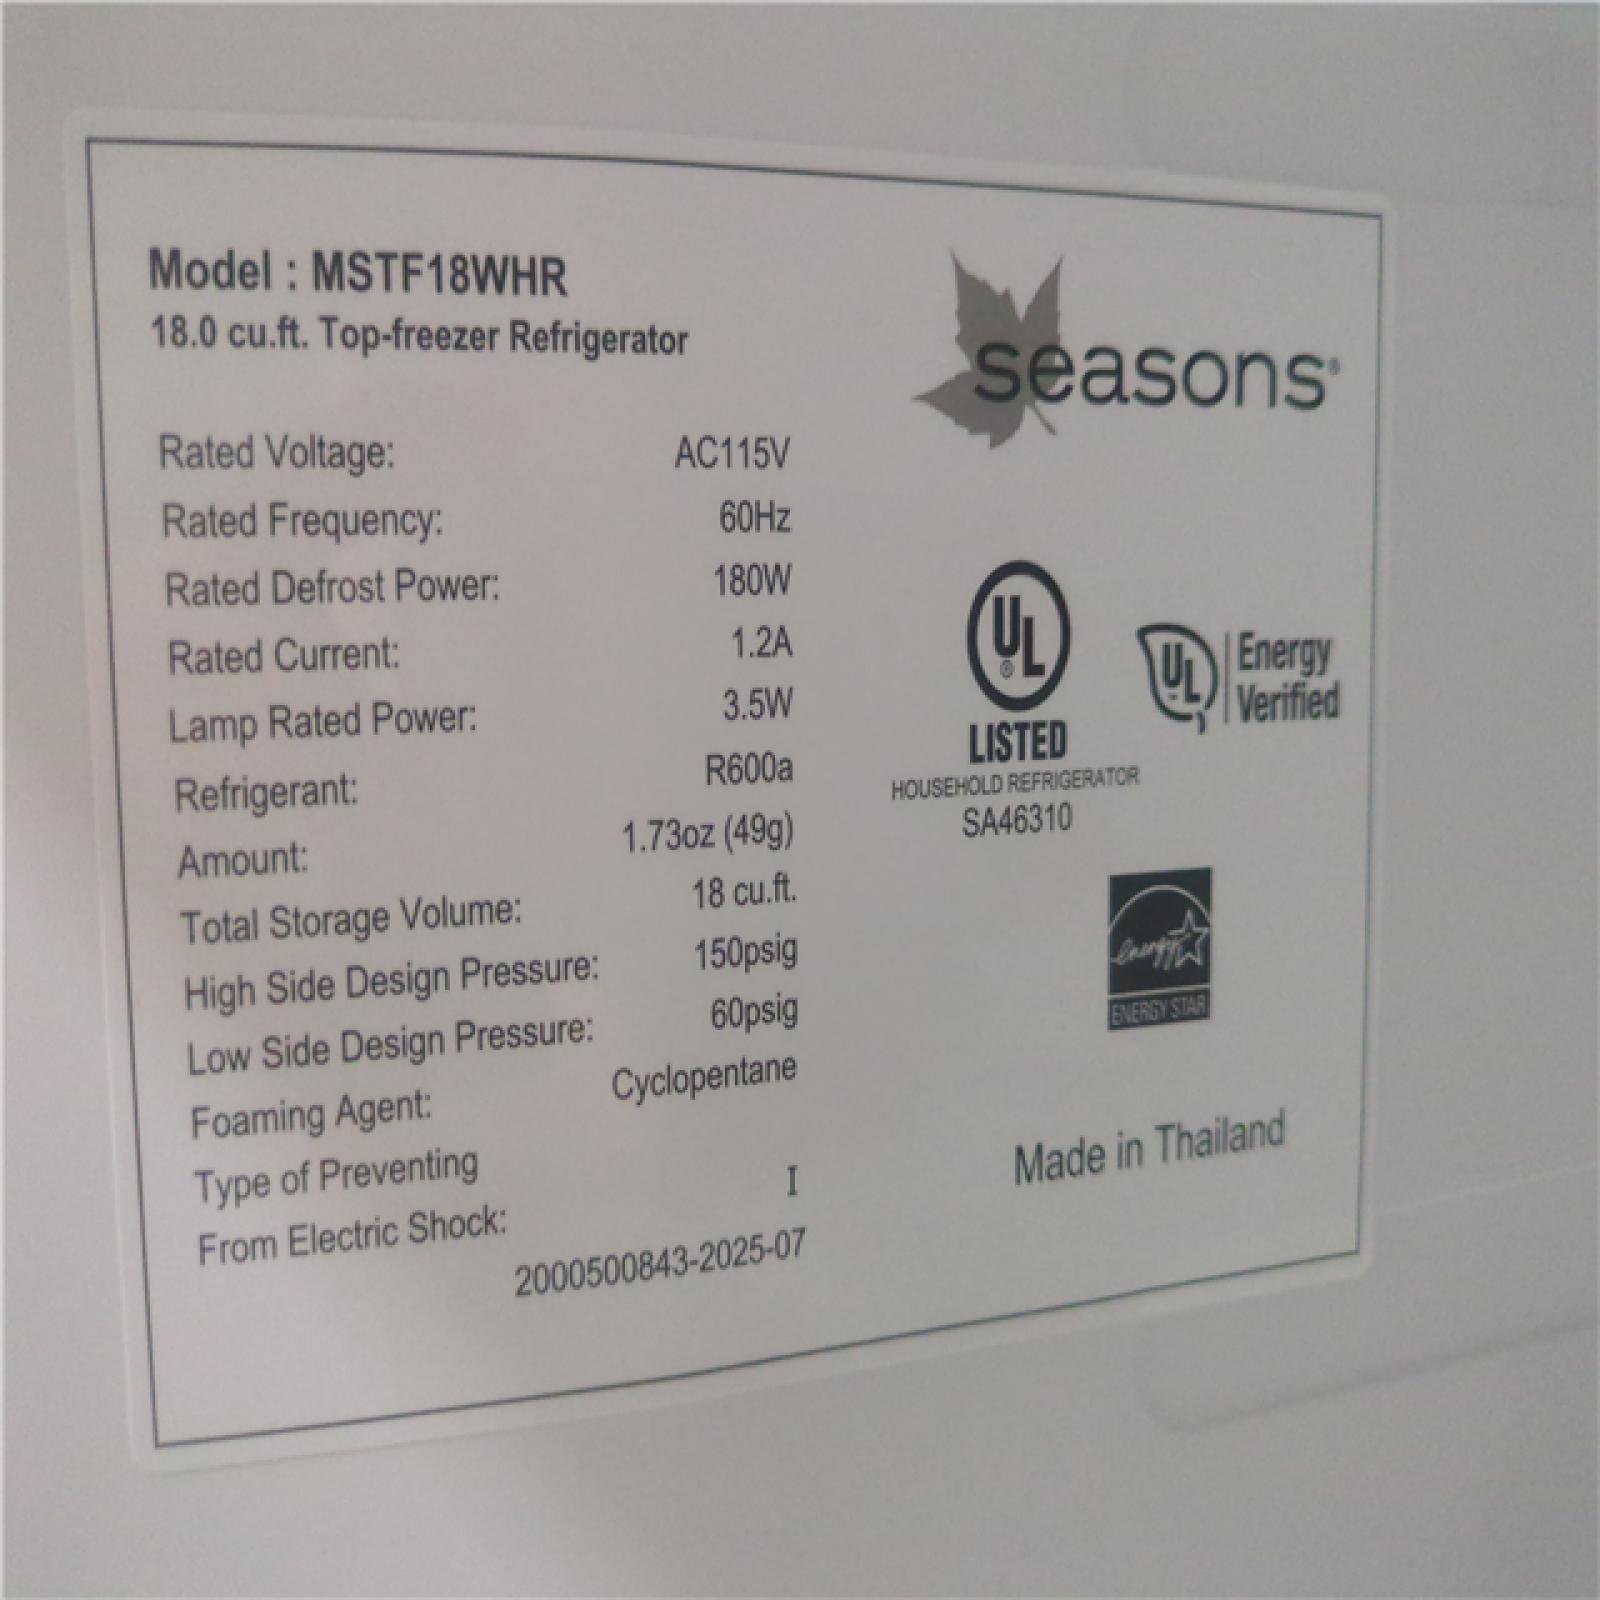 Model : MSTF18WHR
18.0 cu.ft. Top-freezer Refrigerator
seasons®
Rated Voltage: AC115V
Rated Frequency: 60Hz
Rated Defrost Power: 180W
Rated Current: 1.2A
Lamp Rated Power: 3.5W
Refrigerant: R600a
Amount: 1.73oz (49g)
Total Storage Volume: 18 cu.ft.
High Side Design Pressure: 150psig
Low Side Design Pressure: 60psig
Foaming Agent: Cyclopentane
Type of Preventing
From Electric Shock: I
2000500843-2025-07
UL®
LISTED
HOUSEHOLD REFRIGERATOR
SA46310
UL Energy
Verified
energy
ENERGY STAR
Made in Thailand